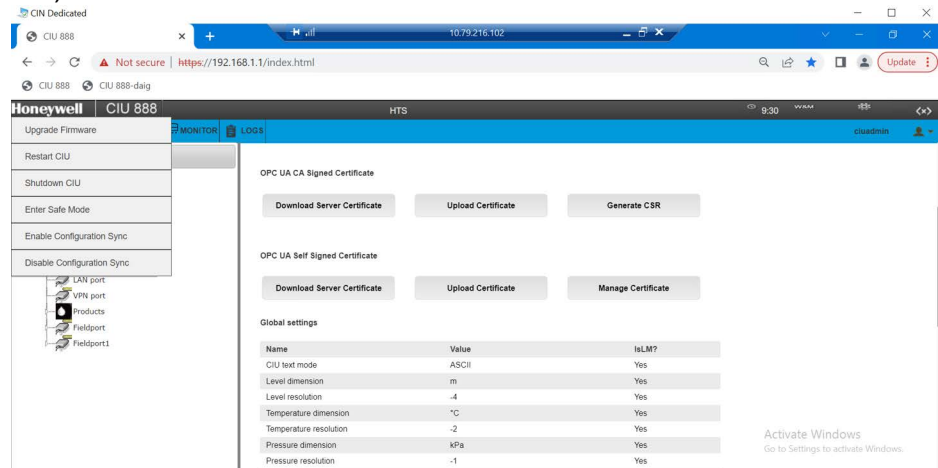 CIN Dedicated
CIU 888
10.79.216.102
Not secure | https://192.168.1.1/index.html
Update
CIU 888 CIU 888-daig
Honeywell CIU 888 HTS 9:30 W&M
Upgrade Firmware
MONITOR LOGS ciuadmin
Restart CIU
Shutdown CIU
Enter Safe Mode
Enable Configuration Sync
Disable Configuration Sync
LAN port
VPN port
Products
Fieldport
Fieldport1
OPC UA CA Signed Certificate
Download Server Certificate Upload Certificate Generate CSR
OPC UA Self Signed Certificate
Download Server Certificate Upload Certificate Manage Certificate
Global settings
Name Value IsLM?
CIU text mode ASCII Yes
Level dimension m Yes
Level resolution -4 Yes
Temperature dimension °C Yes
Temperature resolution -2 Yes
Pressure dimension kPa Yes
Pressure resolution -1 Yes
Activate Windows
Go to Settings to activate Windows.